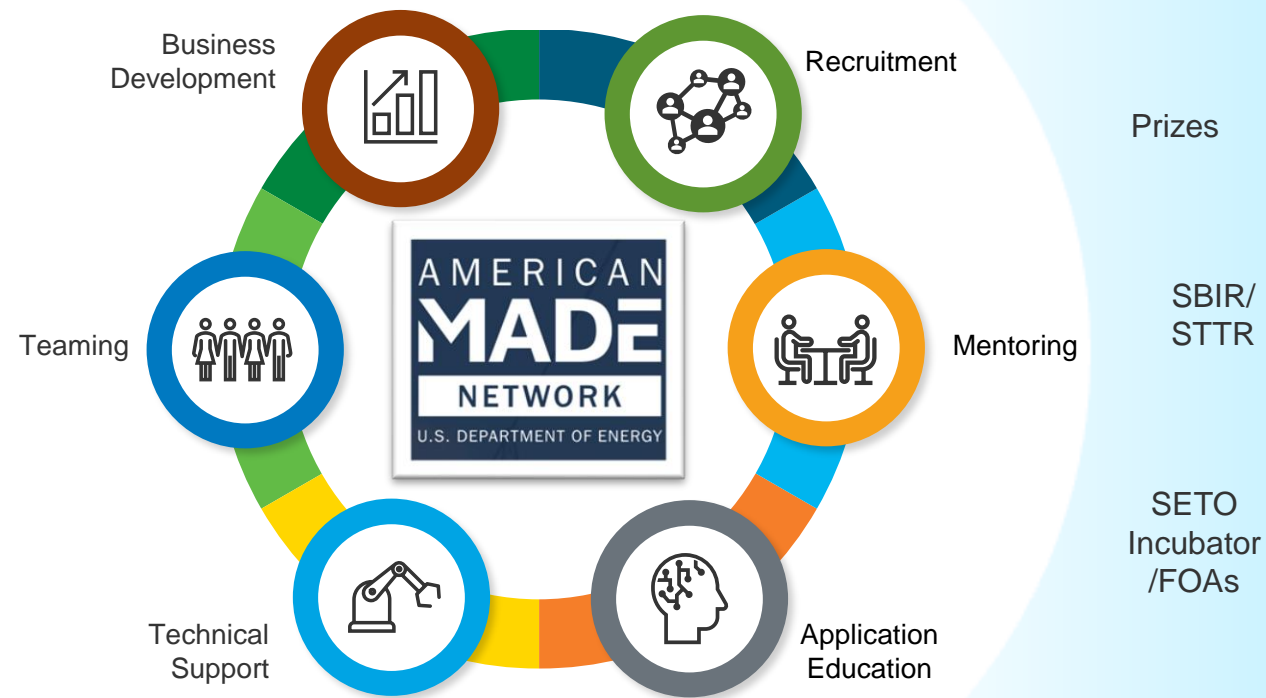 Business
Development
Recruitment
Prizes
AMERICAN
MADE
NETWORK
U.S. DEPARTMENT OF ENERGY
Teaming
Mentoring
SBIR/
STTR
SETO
Incubator
/FOAs
Technical
Support
Application
Education